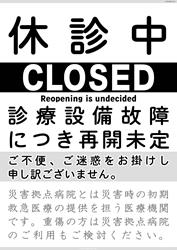 休診中
CLOSED
Reopening is undecided
診療設備故障
につき再開未定
ご不便、ご迷惑をお掛けし
申し訳ございません。
災害拠点病院とは災害時の初期
救急医療の提供を担う医療機関
です。重傷の方は災害拠点病院
のご利用もご検討ください。